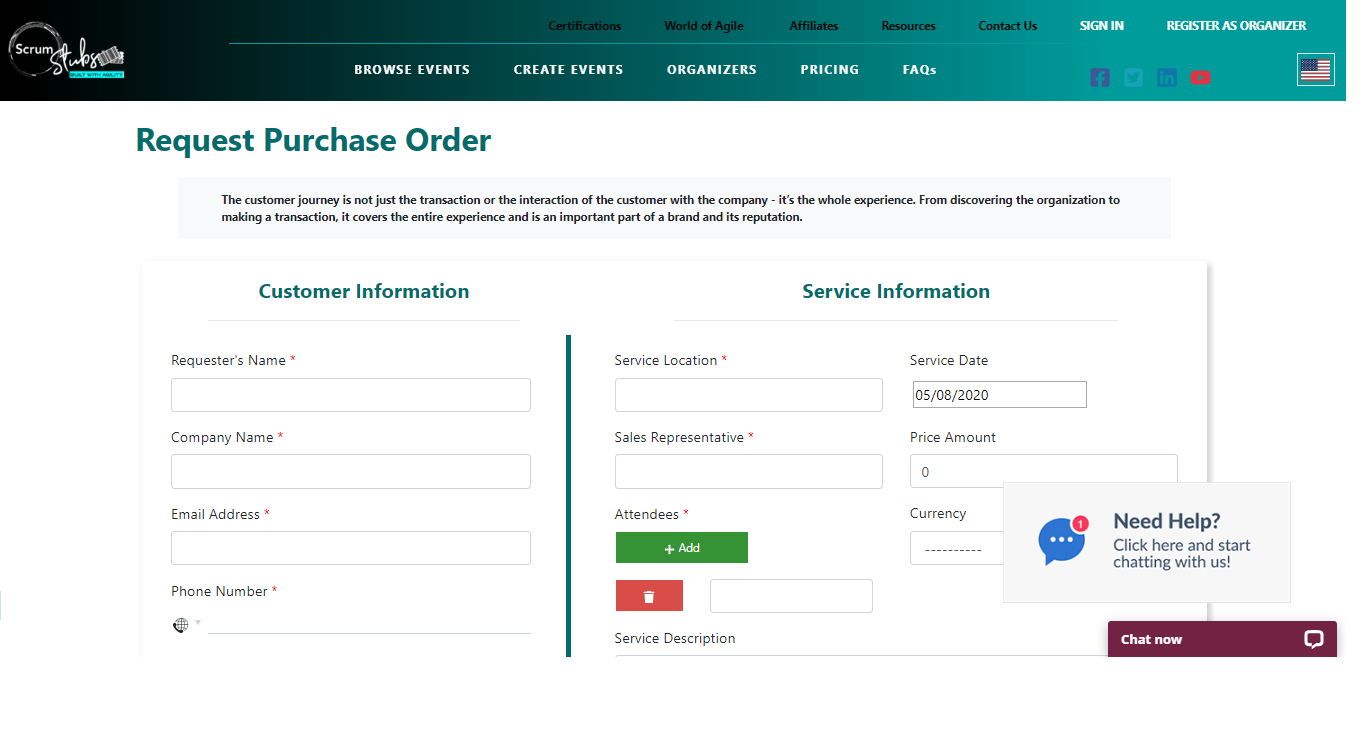 Certifications World of Agile Affiliates Resources Contact Us SIGN IN REGISTER AS ORGANIZER
Scrum Stubs
BUILT WITH AGILITY
BROWSE EVENTS CREATE EVENTS ORGANIZERS PRICING FAQs
Request Purchase Order
The customer journey is not just the transaction or the interaction of the customer with the company - it’s the whole experience. From discovering the organization to
making a transaction, it covers the entire experience and is an important part of a brand and its reputation.
Customer Information
Service Information
Requester's Name *
Service Location *
Service Date
05/08/2020
Company Name *
Sales Representative *
Price Amount
0
Email Address *
Attendees *
Currency
+ Add
----------
Need Help?
1
Click here and start
chatting with us!
Phone Number *
Service Description
Chat now